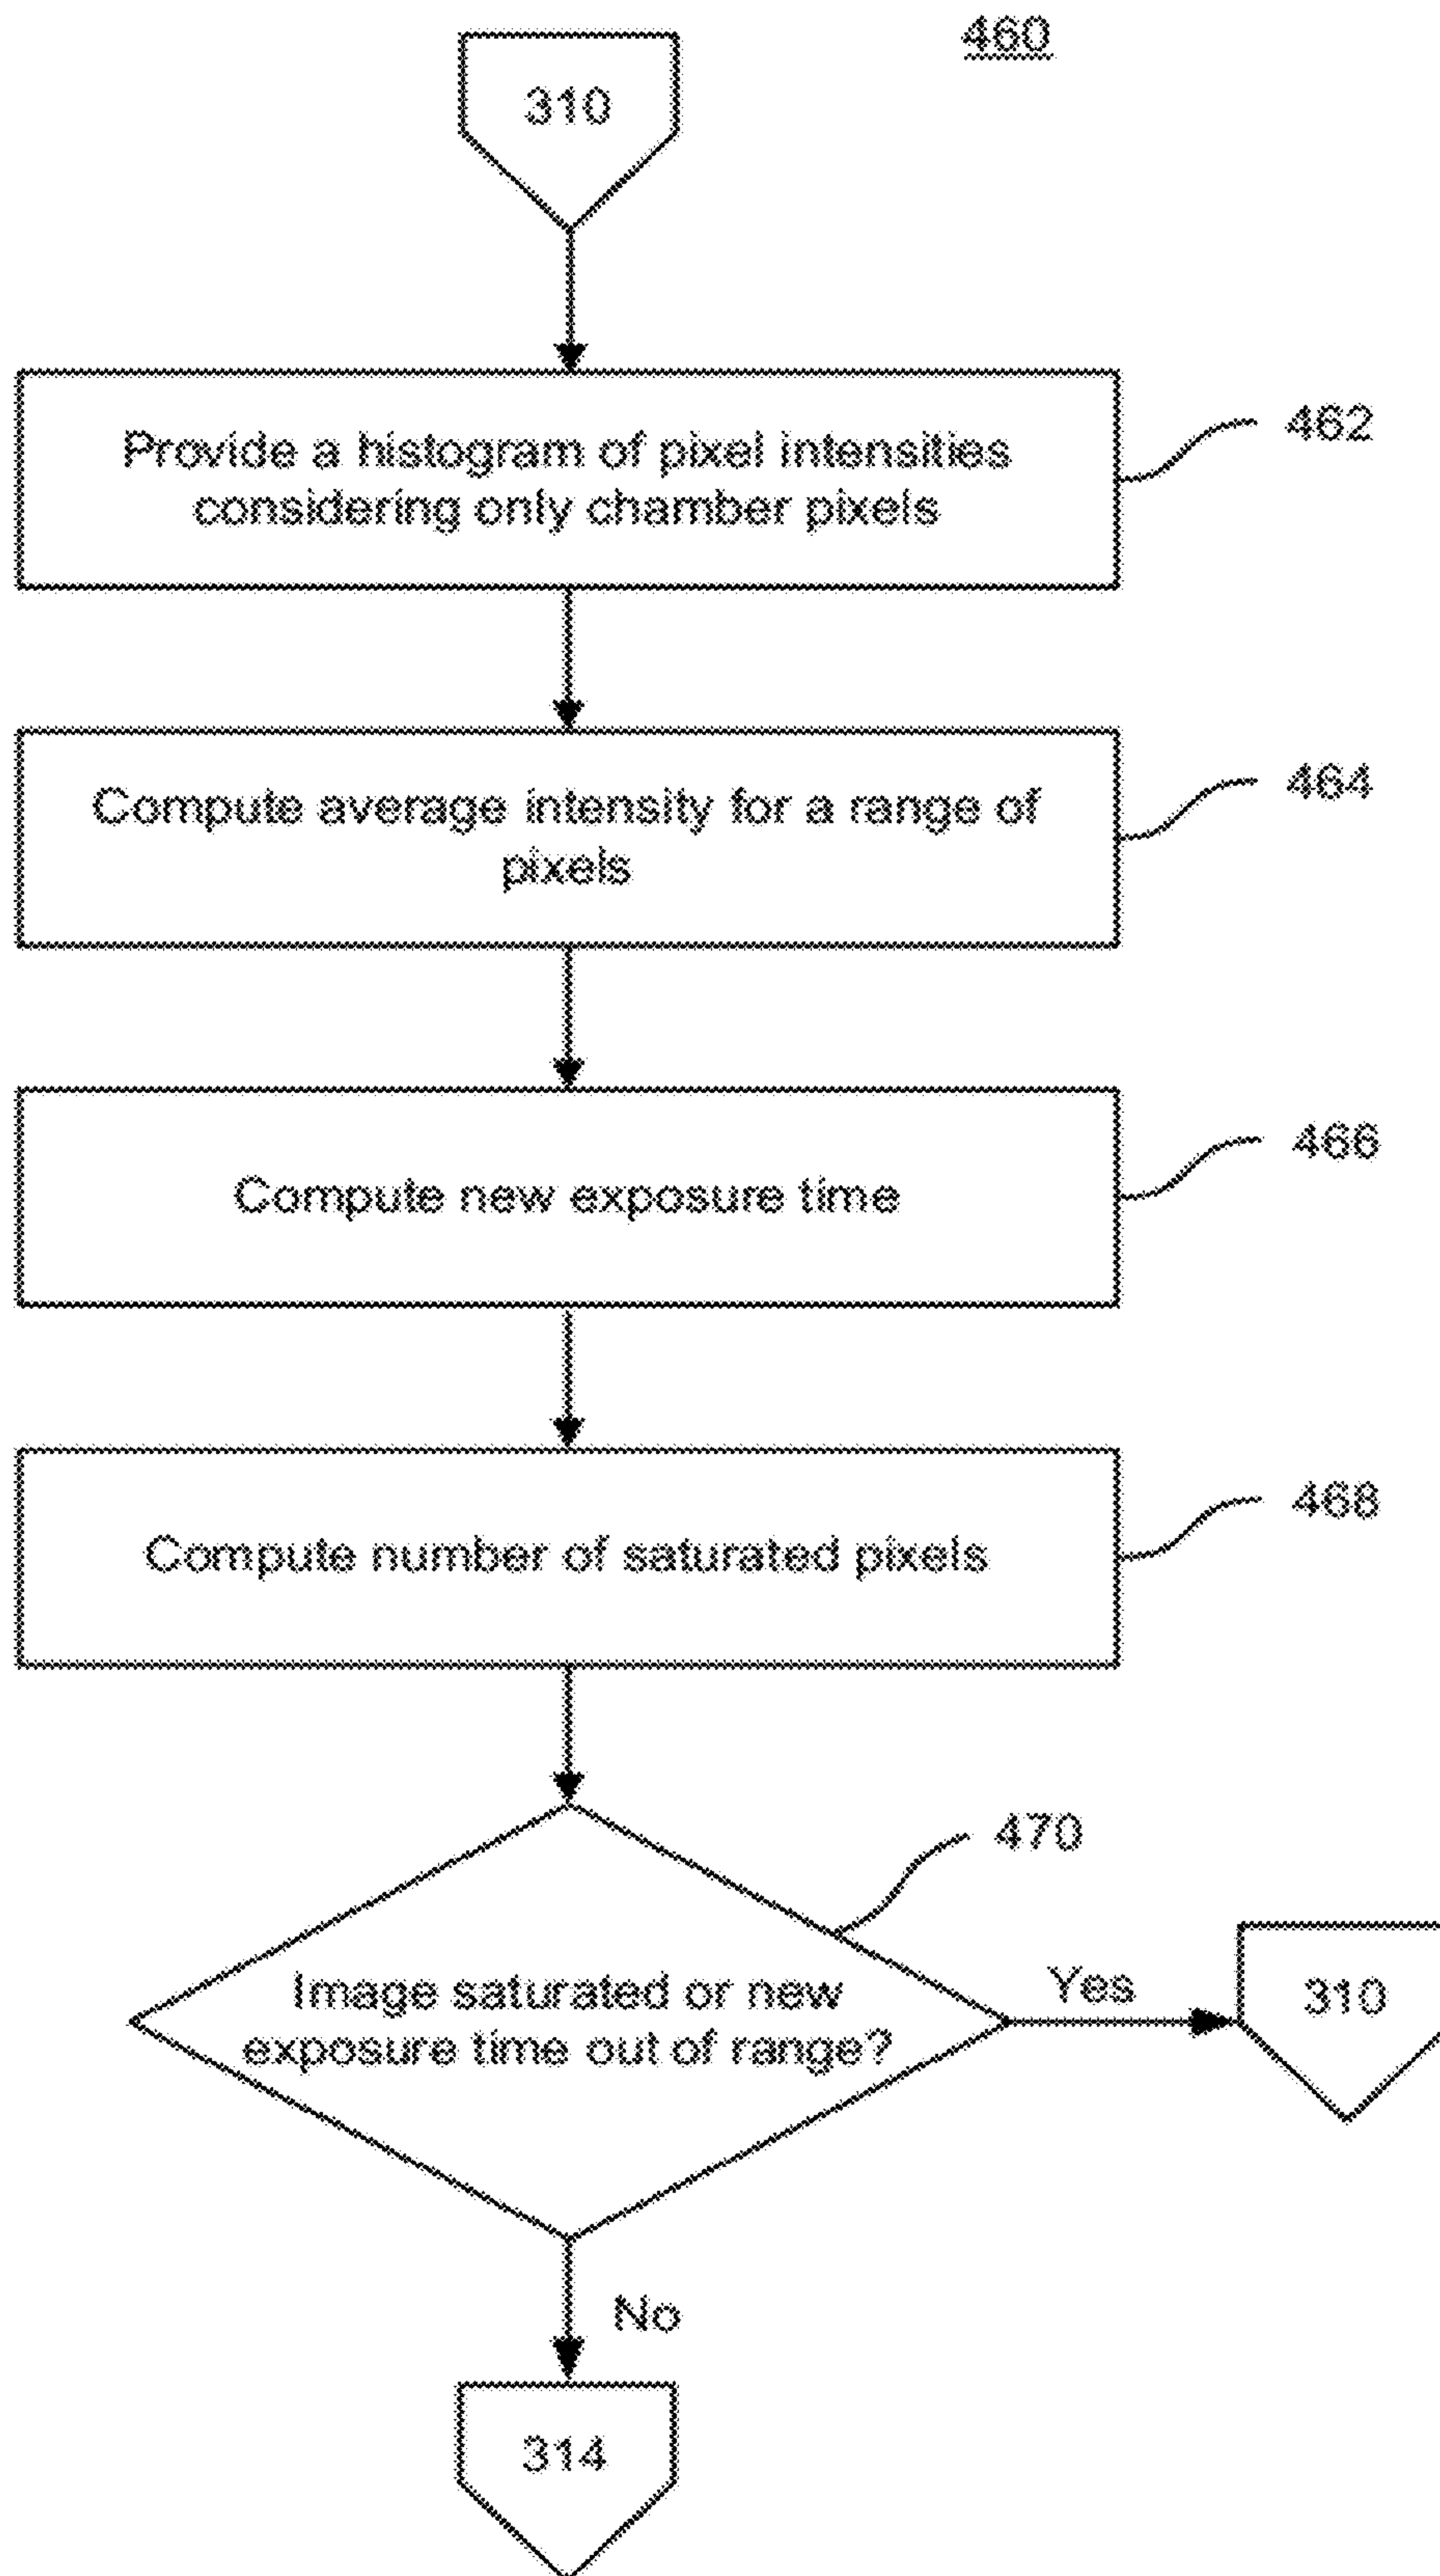 460
310
Provide a histogram of pixel intensities
considering only chamber pixels
462
Compute average intensity for a range of
pixels
464
Compute new exposure time
466
Compute number of saturated pixels
468
470
Image saturated or new
exposure time out of range?
Yes
310
No
314